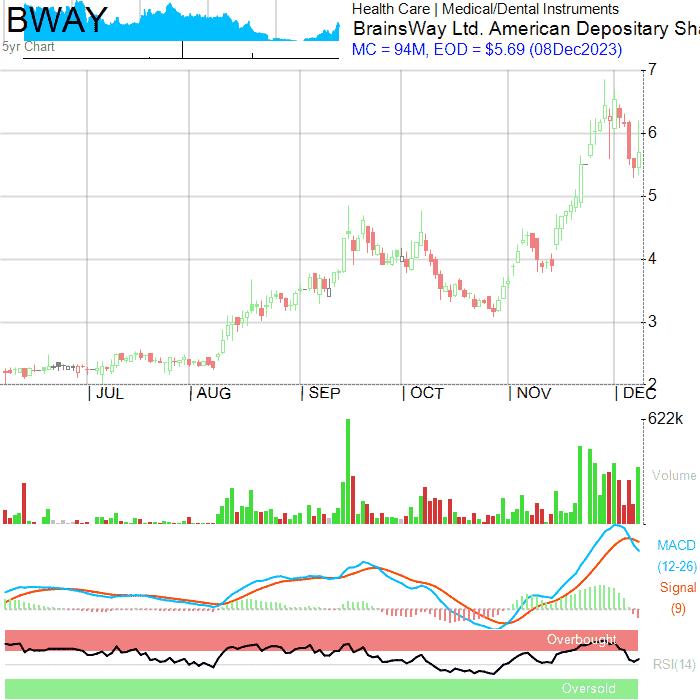 BWAY
5yr Chart
Health Care | Medical/Dental Instruments
BrainsWay Ltd. American Depositary Sha
MC = 94M, EOD = $5.69 (08Dec2023)
7
6
5
4
3
2
JUL AUG SEP OCT NOV DEC
622k
Volume
MACD
(12-26)
Signal
(9)
Overbought
RSI(14)
Oversold